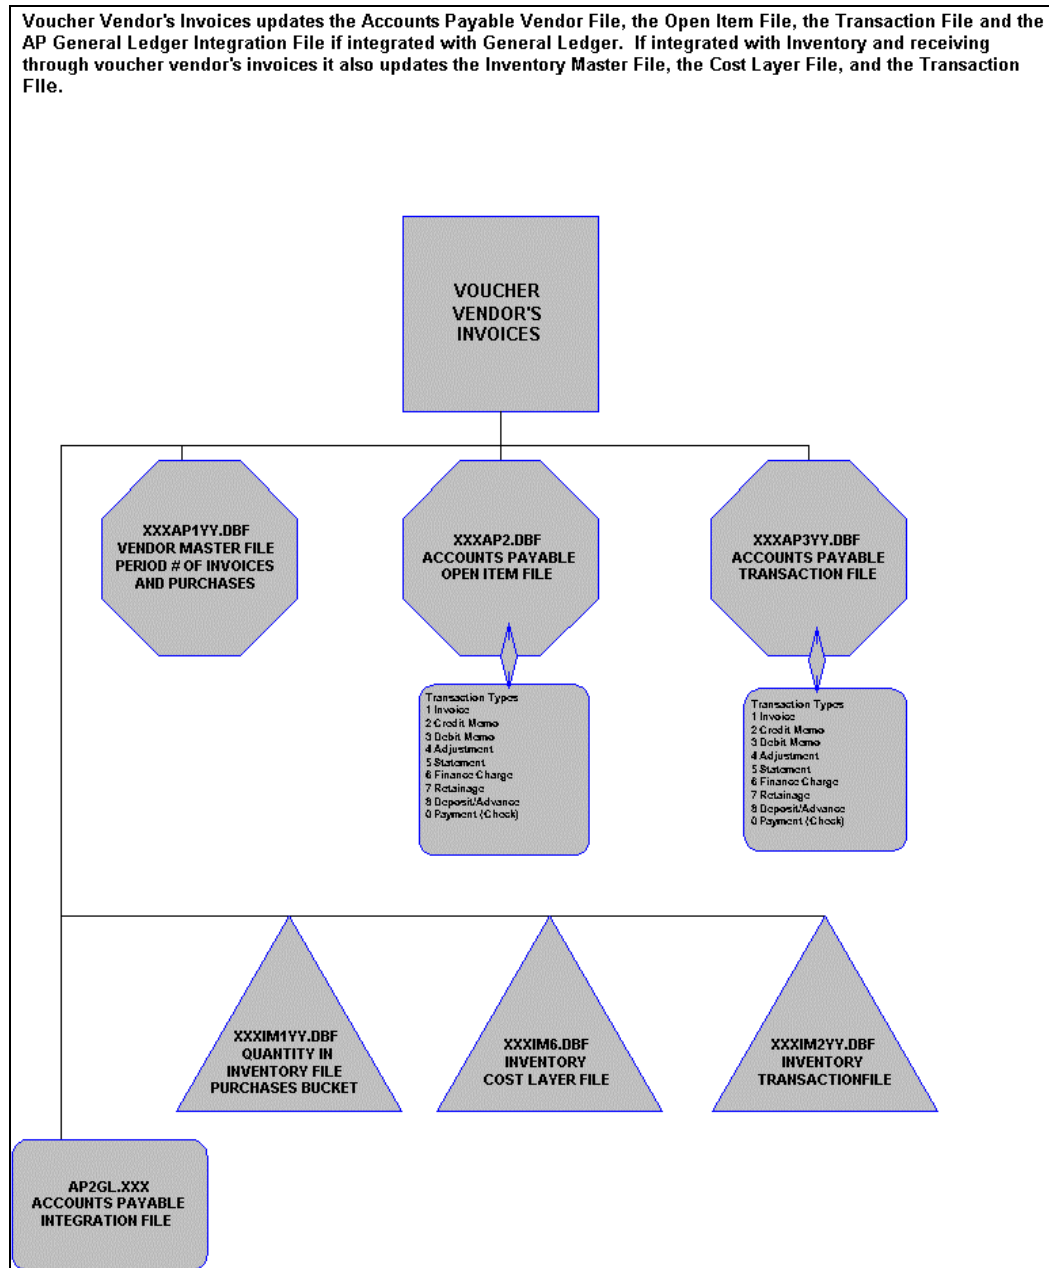 Voucher Vendor's Invoices updates the Accounts Payable Vendor File, the Open Item File, the Transaction File and the
AP General Ledger Integration File if integrated with General Ledger.  If integrated with Inventory and receiving
through voucher vendor's invoices it also updates the Inventory Master File, the Cost Layer File, and the Transaction
FIle.
VOUCHER
VENDOR'S
INVOICES
XXXAP1YY.DBF
VENDOR MASTER FILE
PERIOD # OF INVOICES
AND PURCHASES
XXXAP2.DBF
ACCOUNTS PAYABLE
OPEN ITEM FILE
XXXAP3YY.DBF
ACCOUNTS PAYABLE
TRANSACTION FILE
Transaction Types
1 Invoice
2 Credit Memo
3 Debit Memo
4 Adjustment
5 Statement
6 Finance Charge
7 Retainage
8 Deposit/Advance
0 Payment (Check)
Transaction Types
1 Invoice
2 Credit Memo
3 Debit Memo
4 Adjustment
5 Statement
6 Finance Charge
7 Retainage
8 Deposit/Advance
0 Payment (Check)
XXXIM1YY.DBF
QUANTITY IN
INVENTORY FILE
PURCHASES BUCKET
XXXIM6.DBF
INVENTORY
COST LAYER FILE
XXXIM2YY.DBF
INVENTORY
TRANSACTIONFILE
AP2GL.XXX
ACCOUNTS PAYABLE
INTEGRATION FILE